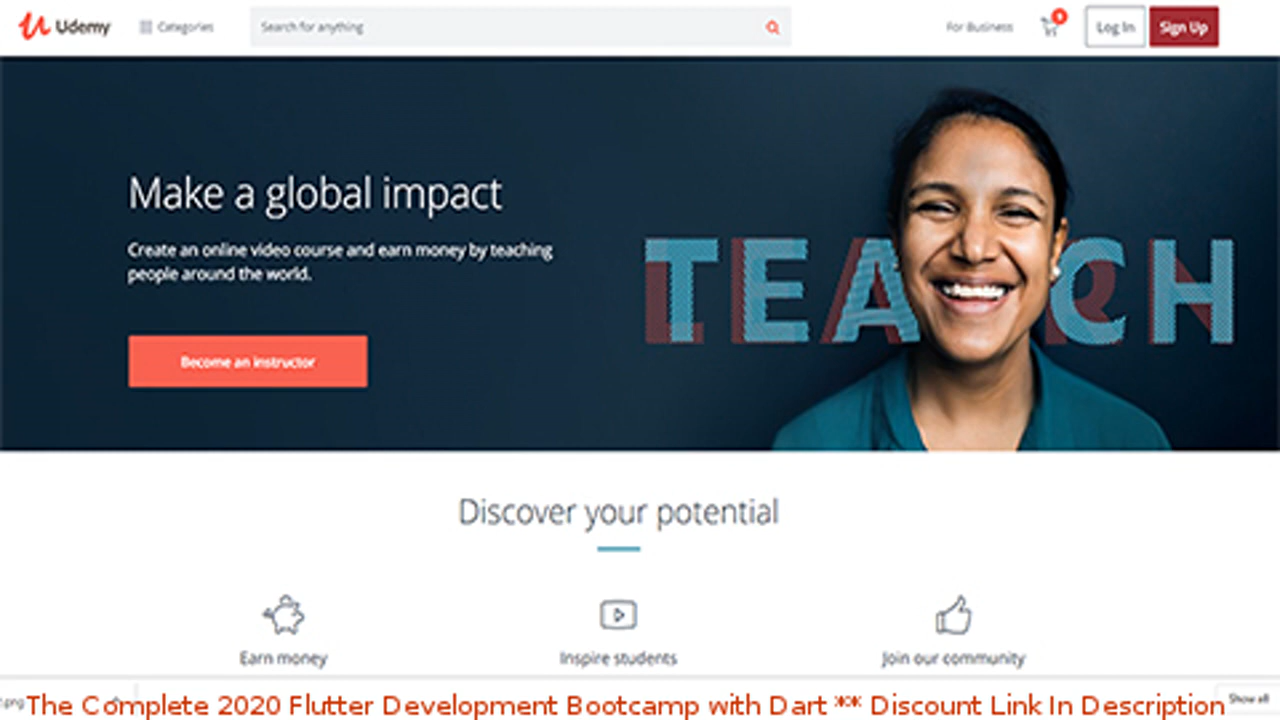 Udemy
Categories
Search for anything
For Business
Log In
Sign Up
Make a global impact
Create an online video course and earn money by teaching
people around the world.
Become an instructor
TEACH
Discover your potential
Earn money
Inspire students
Join our community
.png
The Complete 2020 Flutter Development Bootcamp with Dart ** Discount Link In Description
Show all